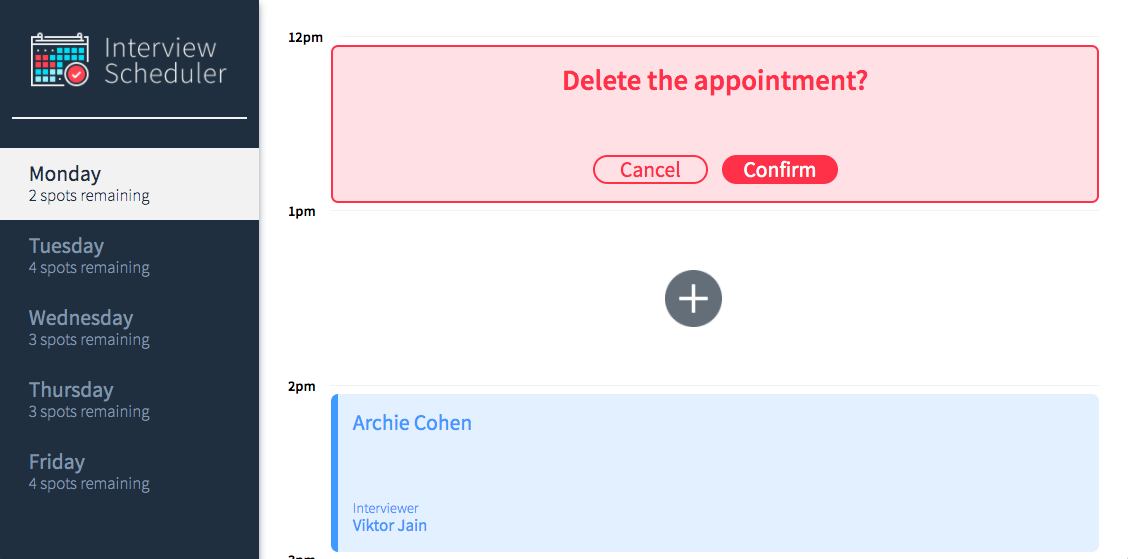 Interview
Scheduler
Monday
2 spots remaining
Tuesday
4 spots remaining
Wednesday
3 spots remaining
Thursday
3 spots remaining
Friday
4 spots remaining
12pm
Delete the appointment?
Cancel Confirm
1pm
2pm
Archie Cohen
Interviewer
Viktor Jain